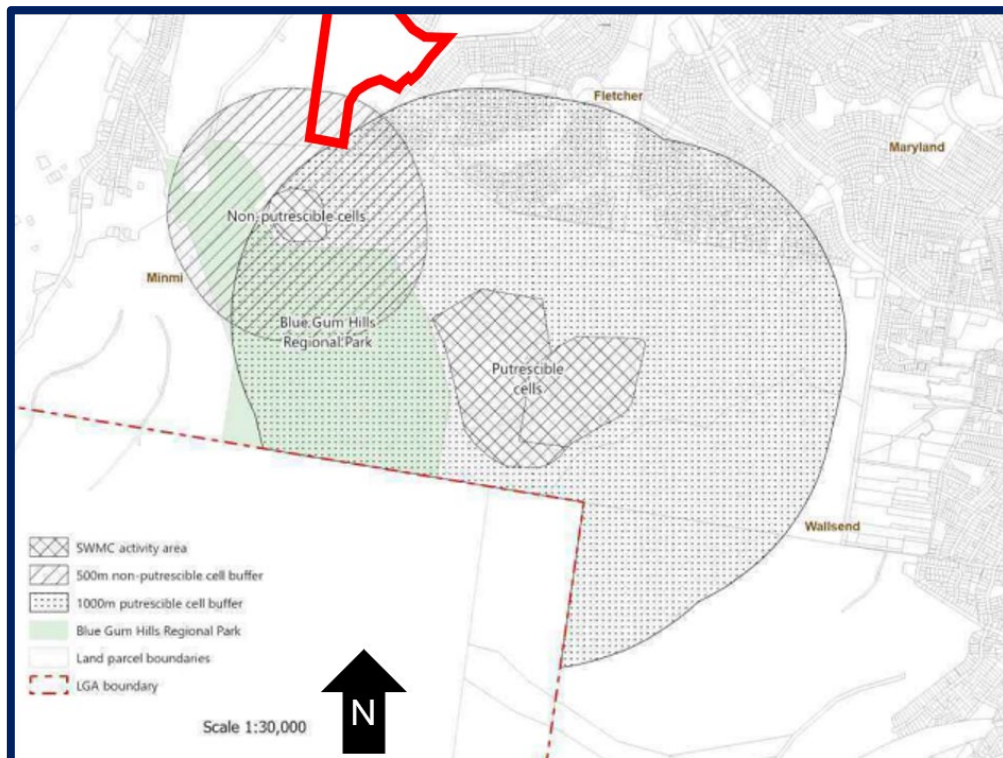 Fletcher
Maryland
Non-putrescible cells
Minmi
Blue Gum Hills
Regional Park
Putrescible
cells
Wallsend
SWMC activity area
500m non-putrescible cell buffer
1000m putrescible cell buffer
Blue Gum Hills Regional Park
Land parcel boundaries
LGA boundary
Scale 1:30,000
N